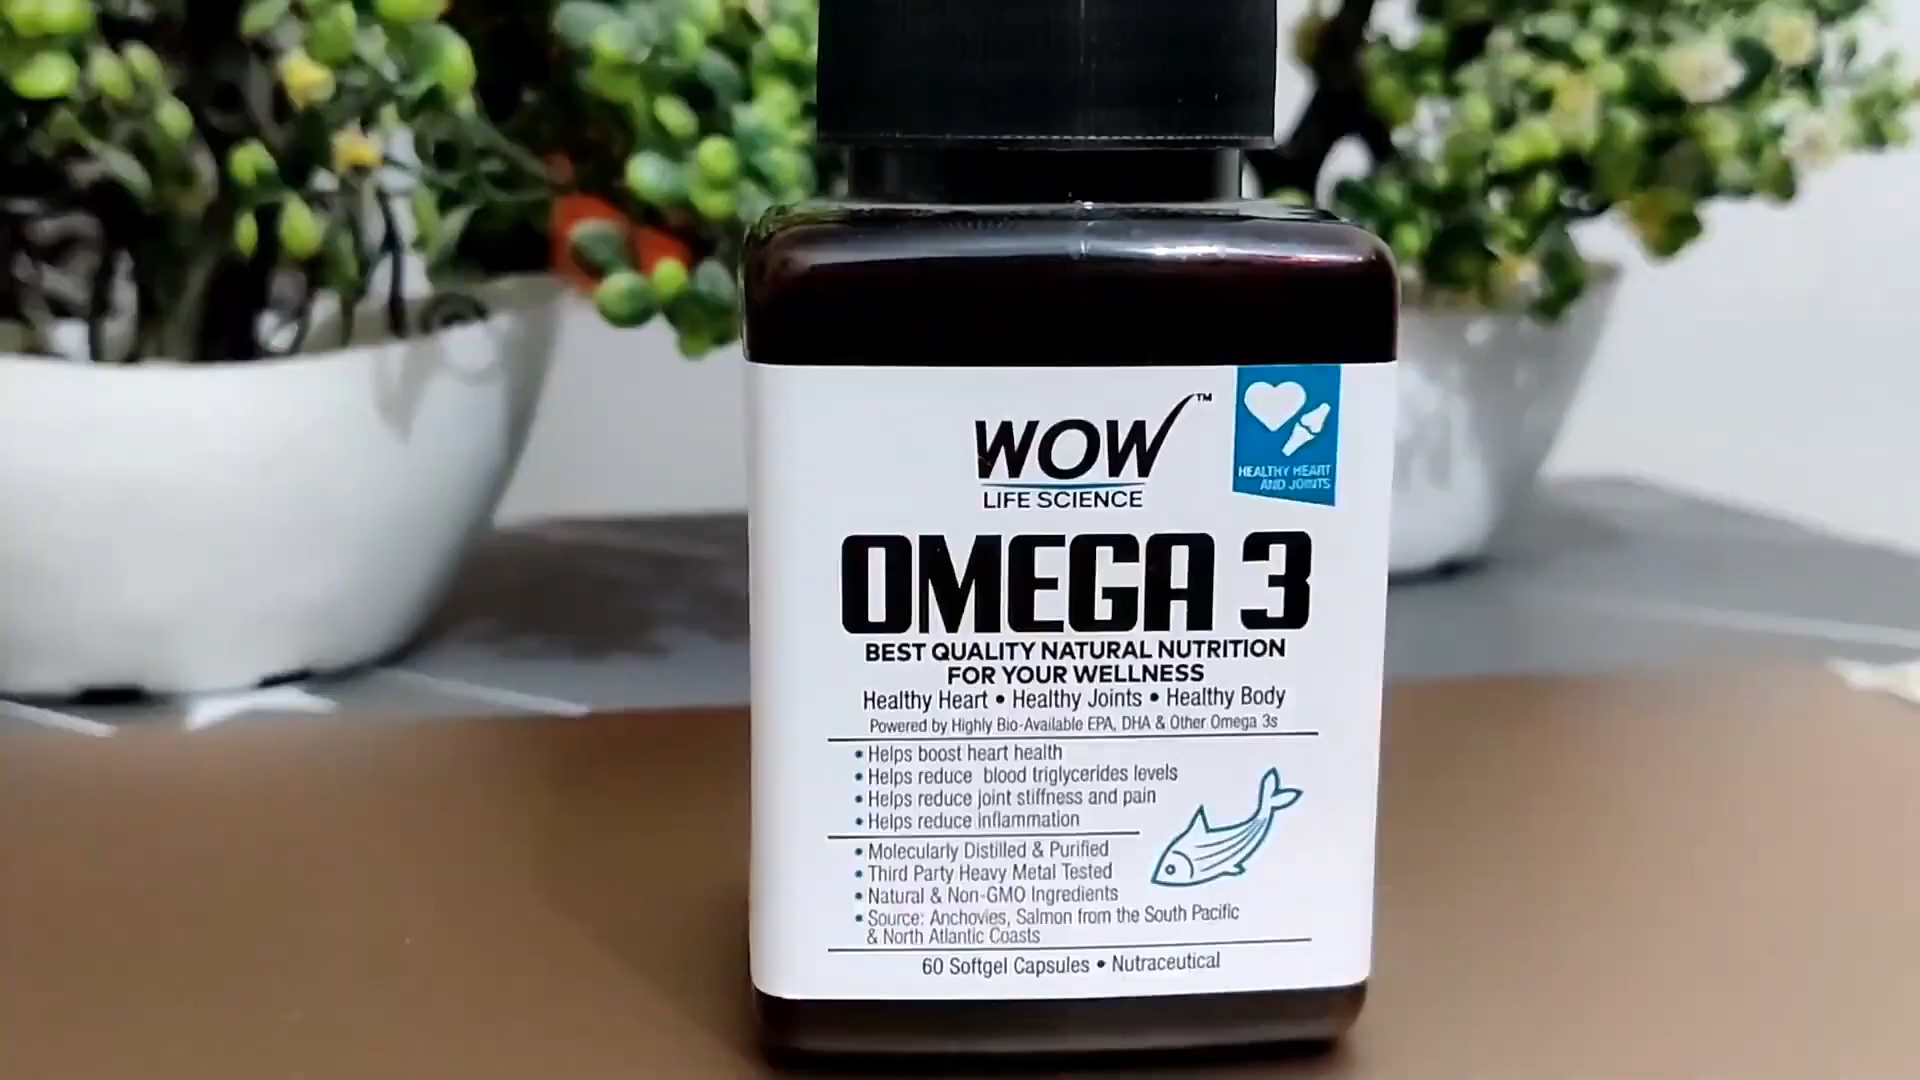 WOW™
LIFE SCIENCE
HEALTHY HEART
AND JOINTS
OMEGA 3
BEST QUALITY NATURAL NUTRITION
FOR YOUR WELLNESS
Healthy Heart • Healthy Joints • Healthy Body
Powered by Highly Bio-Available EPA, DHA & Other Omega 3s
• Helps boost heart health
• Helps reduce blood triglycerides levels
• Helps reduce joint stiffness and pain
• Helps reduce inflammation
• Molecularly Distilled & Purified
• Third Party Heavy Metal Tested
• Natural & Non-GMO Ingredients
• Source: Anchovies, Salmon from the South Pacific
& North Atlantic Coasts
60 Softgel Capsules • Nutraceutical